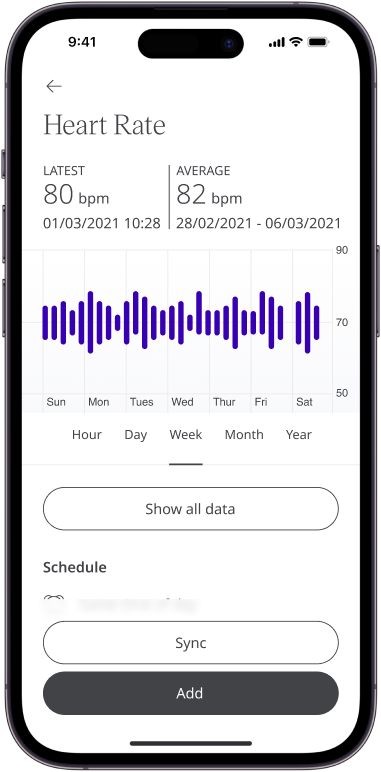 9:41
Heart Rate
LATEST
80 bpm
01/03/2021 10:28
AVERAGE
82 bpm
28/02/2021 - 06/03/2021
90
70
50
Sun Mon Tues Wed Thur Fri Sat
Hour Day Week Month Year
Show all data
Schedule
Sync
Add